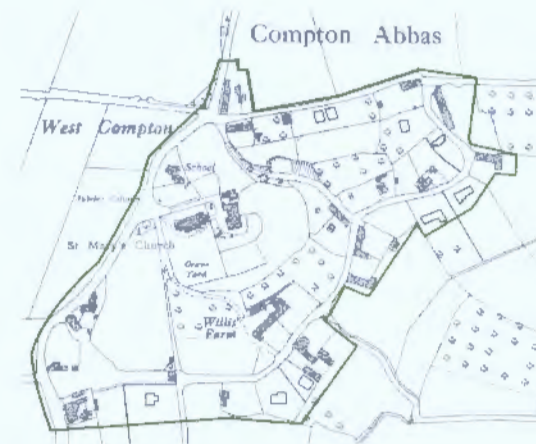 Compton Abbas
West Compton
School
St. Mary's Church
Grave
Yard
Willis
Farm